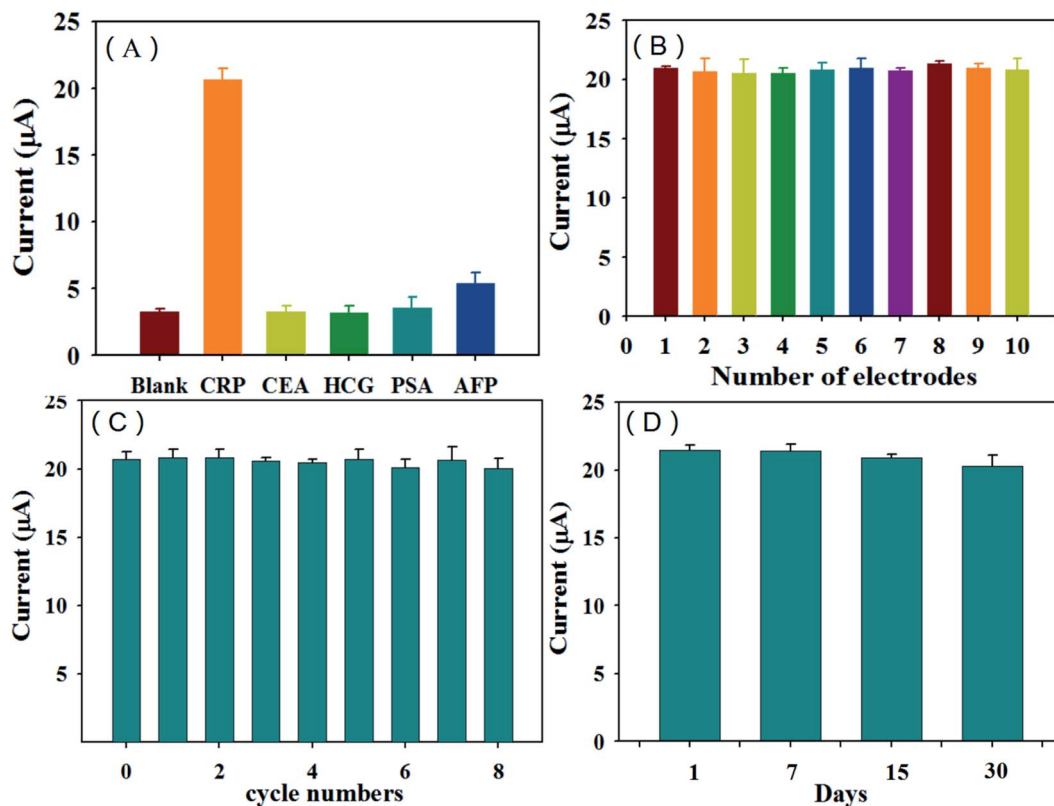 (A)
25
20
15
10
5
0
Current (µA)
Blank CRP CEA HCG PSA AFP
(B)
25
20
15
10
5
0
Current (µA)
0 1 2 3 4 5 6 7 8 9 10
Number of electrodes
(C)
25
20
15
10
5
Current (µA)
0 2 4 6 8
cycle numbers
(D)
25
20
15
10
5
0
Current (µA)
1 7 15 30
Days